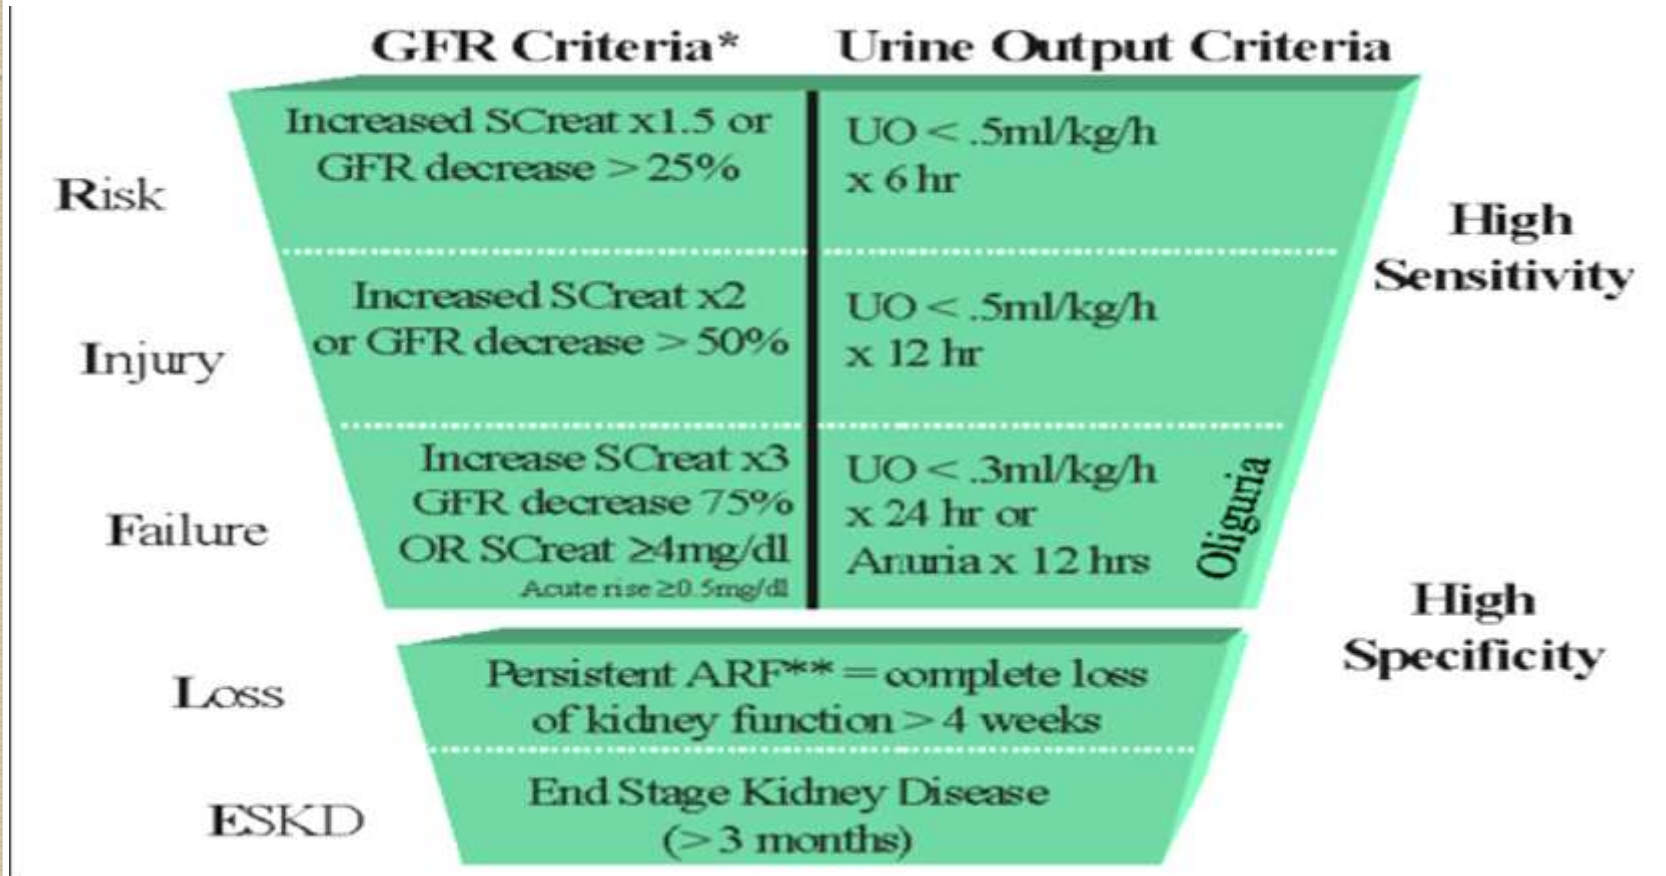 GFR Criteria* Urine Output Criteria
Risk
Increased SCreat x1.5 or
GFR decrease > 25%
UO < .5ml/kg/h
x 6 hr
High
Sensitivity
Injury
Increased SCreat x2
or GFR decrease > 50%
UO < .5ml/kg/h
x 12 hr
Failure
Increase SCreat x3
GFR decrease 75%
OR SCreat ≥4mg/dl
Acute rise ≥0.5mg/dl
UO < .3ml/kg/h
x 24 hr or
Anuria x 12 hrs
Oliguria
High
Specificity
Loss
Persistent ARF** = complete loss
of kidney function > 4 weeks
ESKD
End Stage Kidney Disease
(> 3 months)